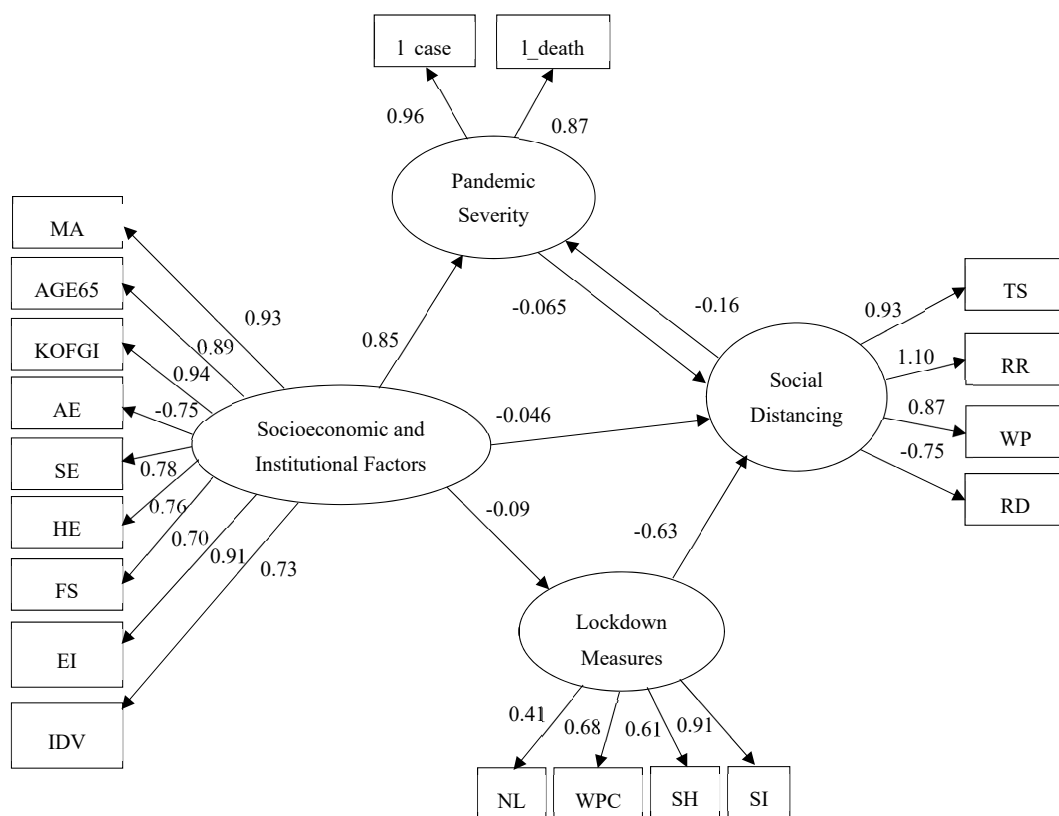 l case
l_death
0.96
0.87
Pandemic
Severity
MA
AGE65
KOFGI
AE
SE
HE
FS
EI
IDV
0.93
0.89
0.94
-0.75
0.78
0.76
0.70
0.91
0.73
Socioeconomic and
Institutional Factors
0.85
-0.065
-0.16
-0.046
-0.09
-0.63
Social
Distancing
0.93
1.10
0.87
-0.75
TS
RR
WP
RD
Lockdown
Measures
0.41
0.68
0.61
0.91
NL
WPC
SH
SI